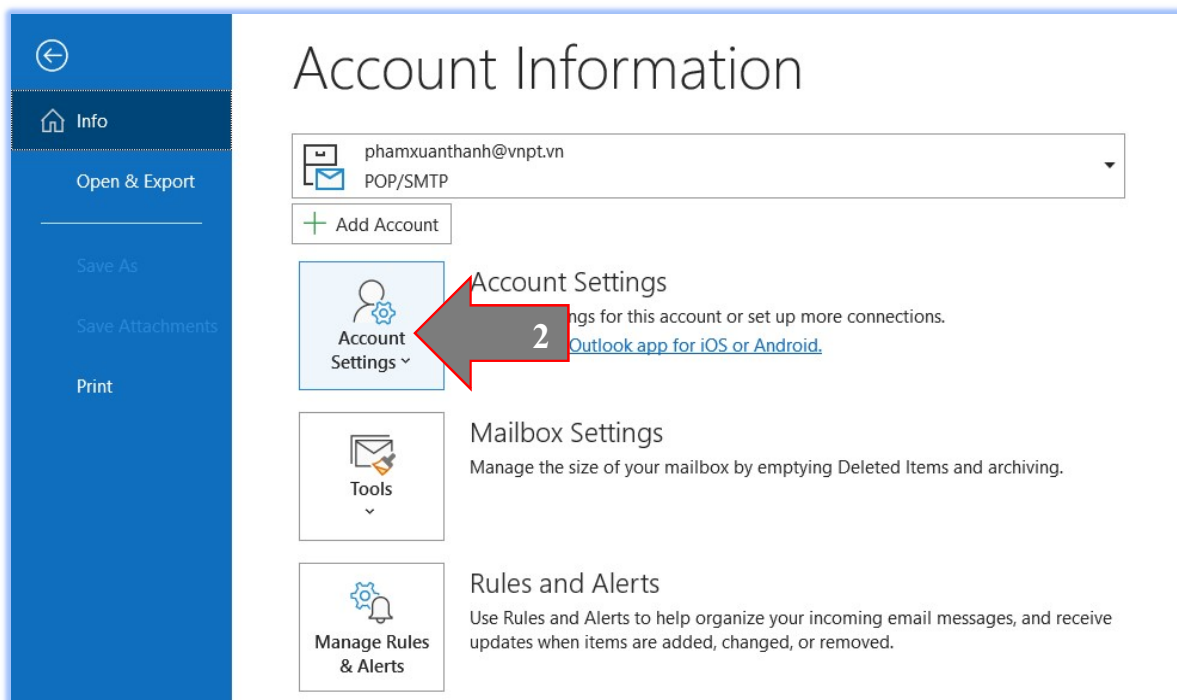 Account Information
Info
phamxuanthanh@vnpt.vn
POP/SMTP
Open & Export
Add Account
Save As
Account Settings
ngs for this account or set up more connections.
Outlook app for iOS or Android.
2
Account
Settings
Save Attachments
Print
Mailbox Settings
Manage the size of your mailbox by emptying Deleted Items and archiving.
Tools
Rules and Alerts
Use Rules and Alerts to help organize your incoming email messages, and receive
updates when items are added, changed, or removed.
Manage Rules
& Alerts